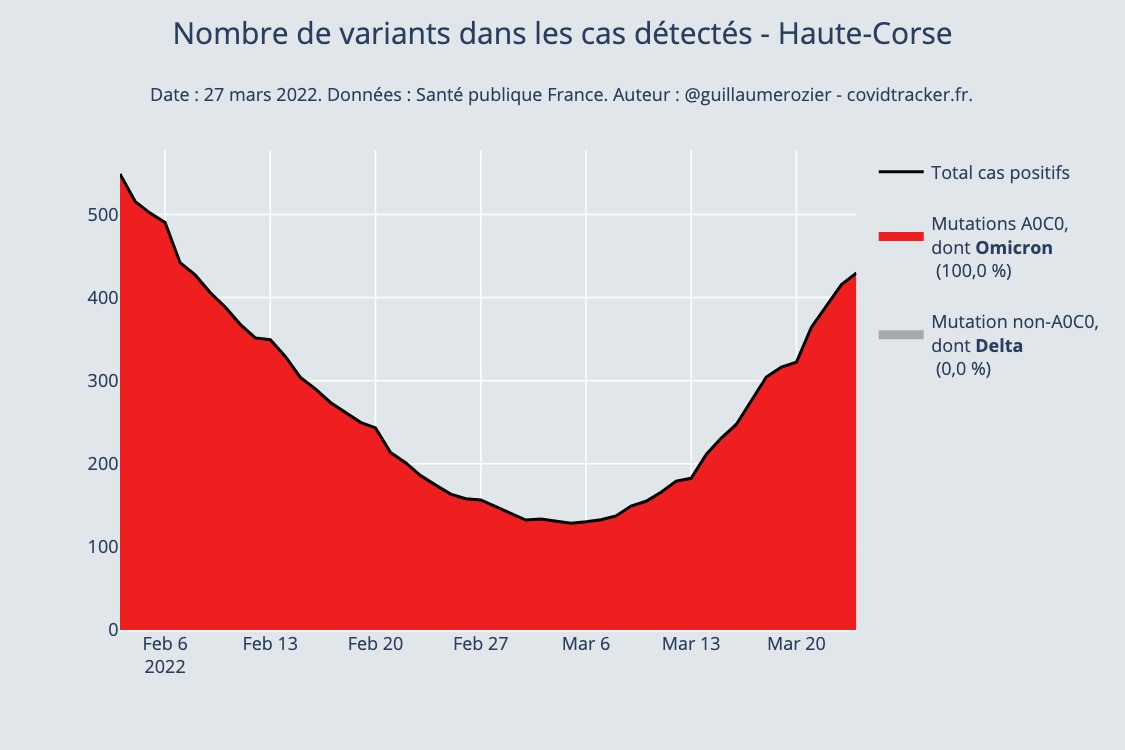 Nombre de variants dans les cas détectés - Haute-Corse
Date : 27 mars 2022. Données : Santé publique France. Auteur : @guillaumerozier - covidtracker.fr.
Total cas positifs
Mutations A0C0,
dont Omicron
(100,0 %)
Mutation non-A0C0,
dont Delta
(0,0 %)
500
400
300
200
100
0
Feb 6
2022
Feb 13
Feb 20
Feb 27
Mar 6
Mar 13
Mar 20